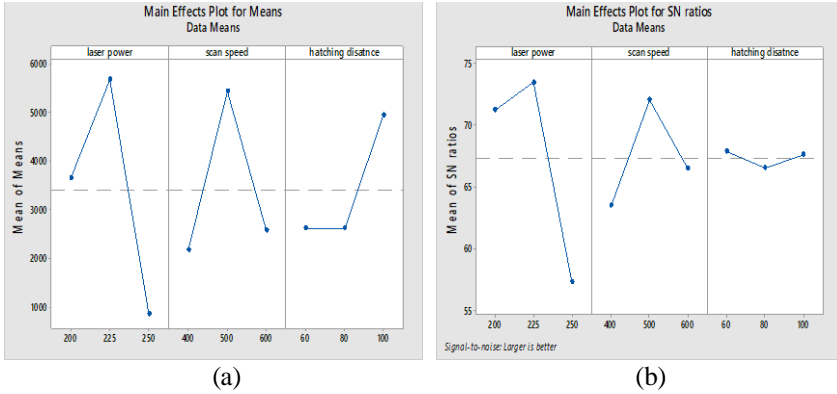 Main Effects Plot for Means
Data Means
laser power scan speed hatching disatnce
6000
5000
4000
3000
2000
1000
Mean of Means
200 225 250 400 500 600 60 80 100
(a)
Main Effects Plot for SN ratios
Data Means
laser power scan speed hatching disatnce
75
70
65
60
55
Mean of SN ratios
200 225 250 400 500 600 60 80 100
Signal-to-noise: Larger is better
(b)